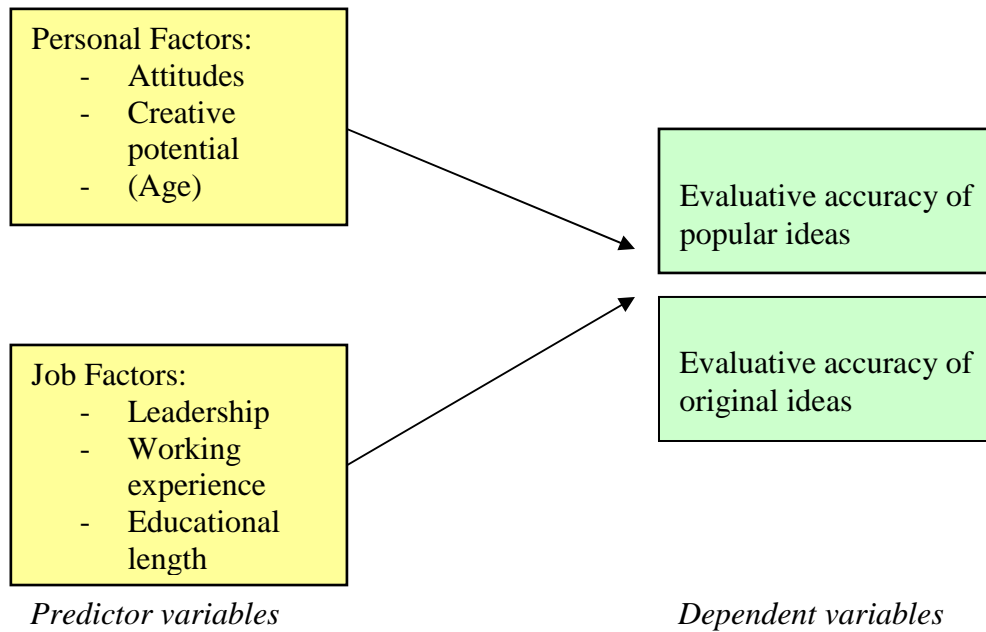 Personal Factors:
- Attitudes
- Creative
potential
- (Age)
Evaluative accuracy of
popular ideas
Evaluative accuracy of
original ideas
Job Factors:
- Leadership
- Working
experience
- Educational
length
Predictor variables
Dependent variables